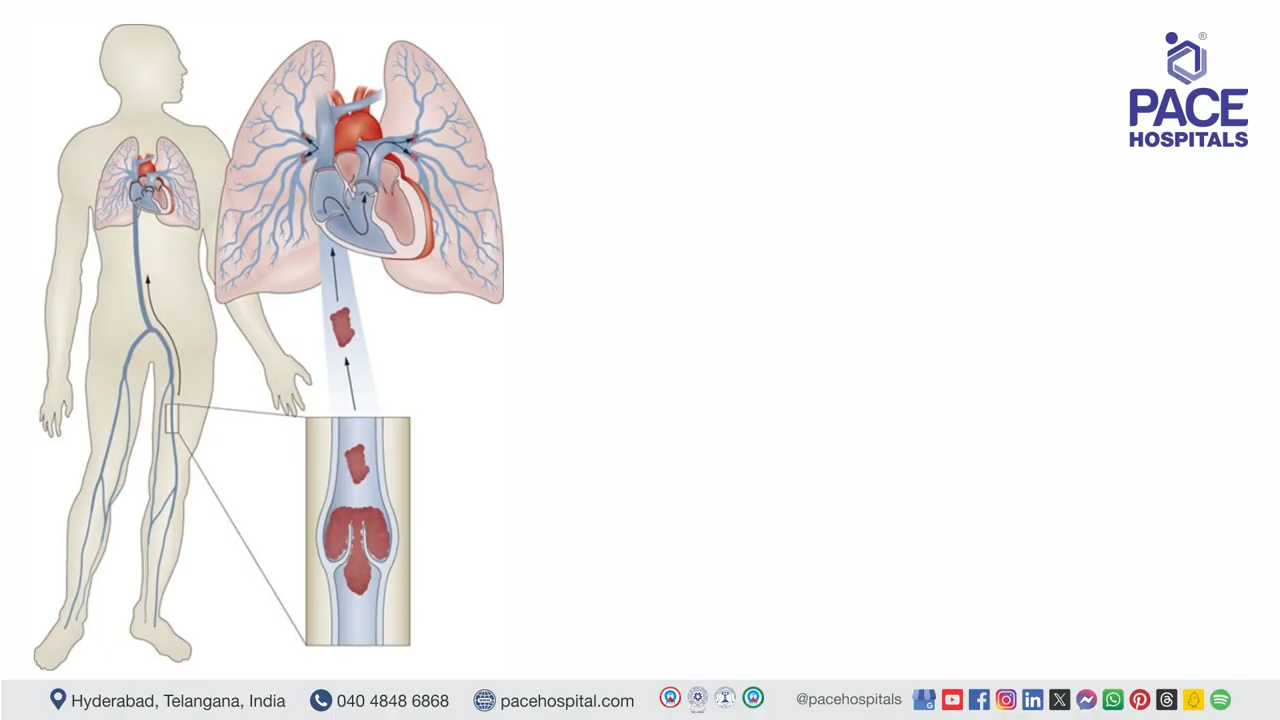 ®
PACE
HOSPITALS
Hyderabad, Telangana, India
040 4848 6868
pacehospital.com
@pacehospitals